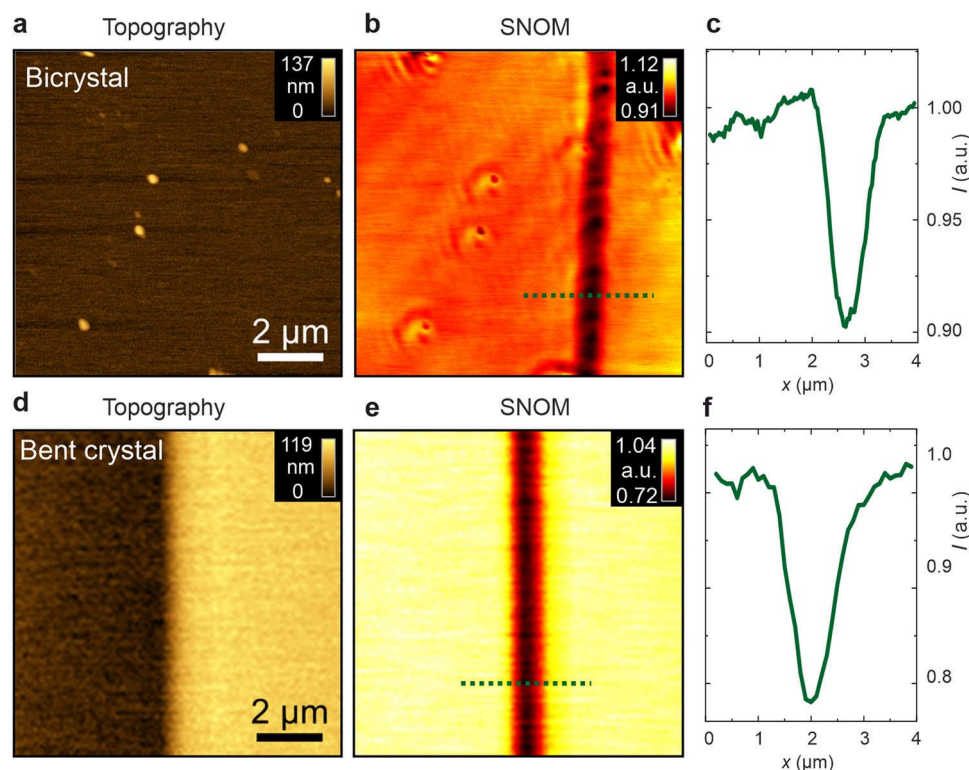 a
Topography
Bicrystal
137
nm
0
2 μm
b
SNOM
1.12
a.u.
0.91
c
1.00
0.95
0.90
I (a.u.)
0 1 2 3 4
x (μm)
d
Topography
Bent crystal
119
nm
0
2 μm
e
SNOM
1.04
a.u.
0.72
f
1.0
0.9
0.8
I (a.u.)
0 1 2 3 4
x (μm)